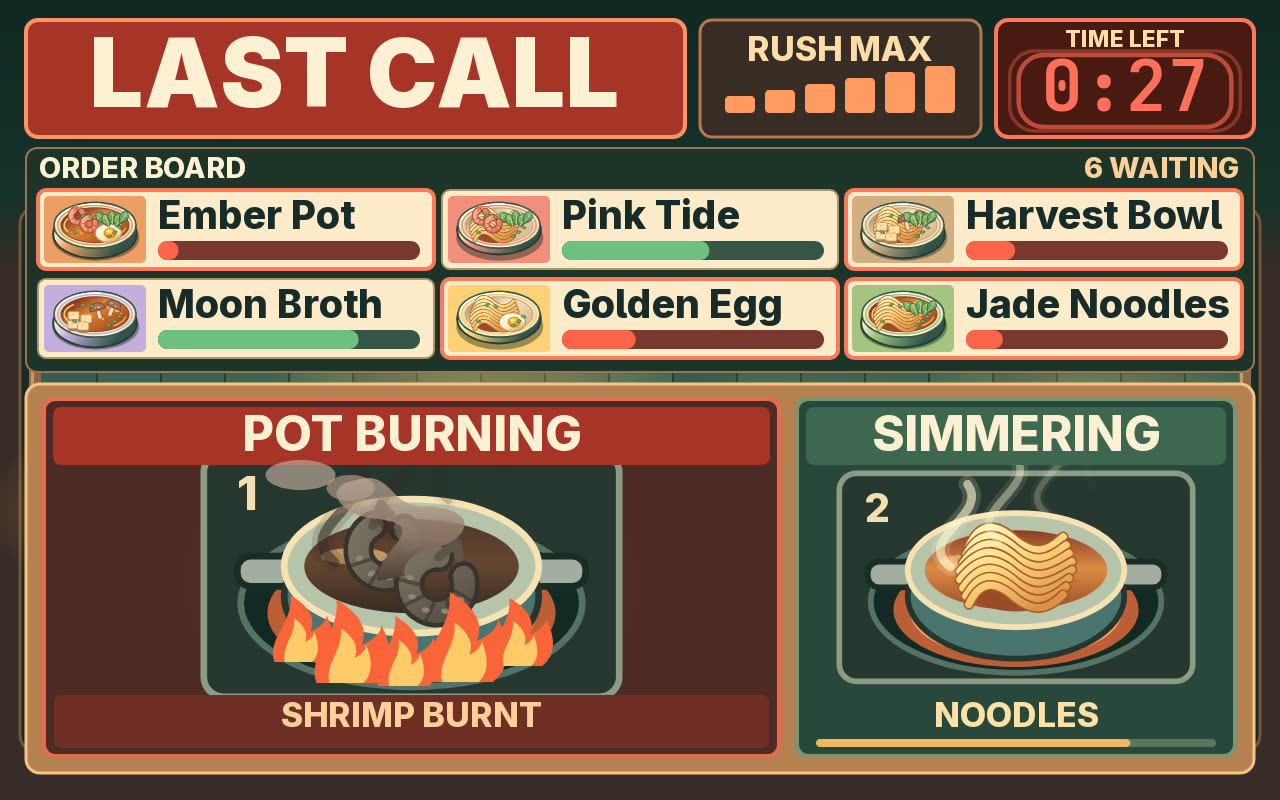 LAST CALL
RUSH MAX
TIME LEFT
0:27
ORDER BOARD
6 WAITING
Ember Pot
Pink Tide
Harvest Bowl
Moon Broth
Golden Egg
Jade Noodles
POT BURNING
1
SHRIMP BURNT
SIMMERING
2
NOODLES